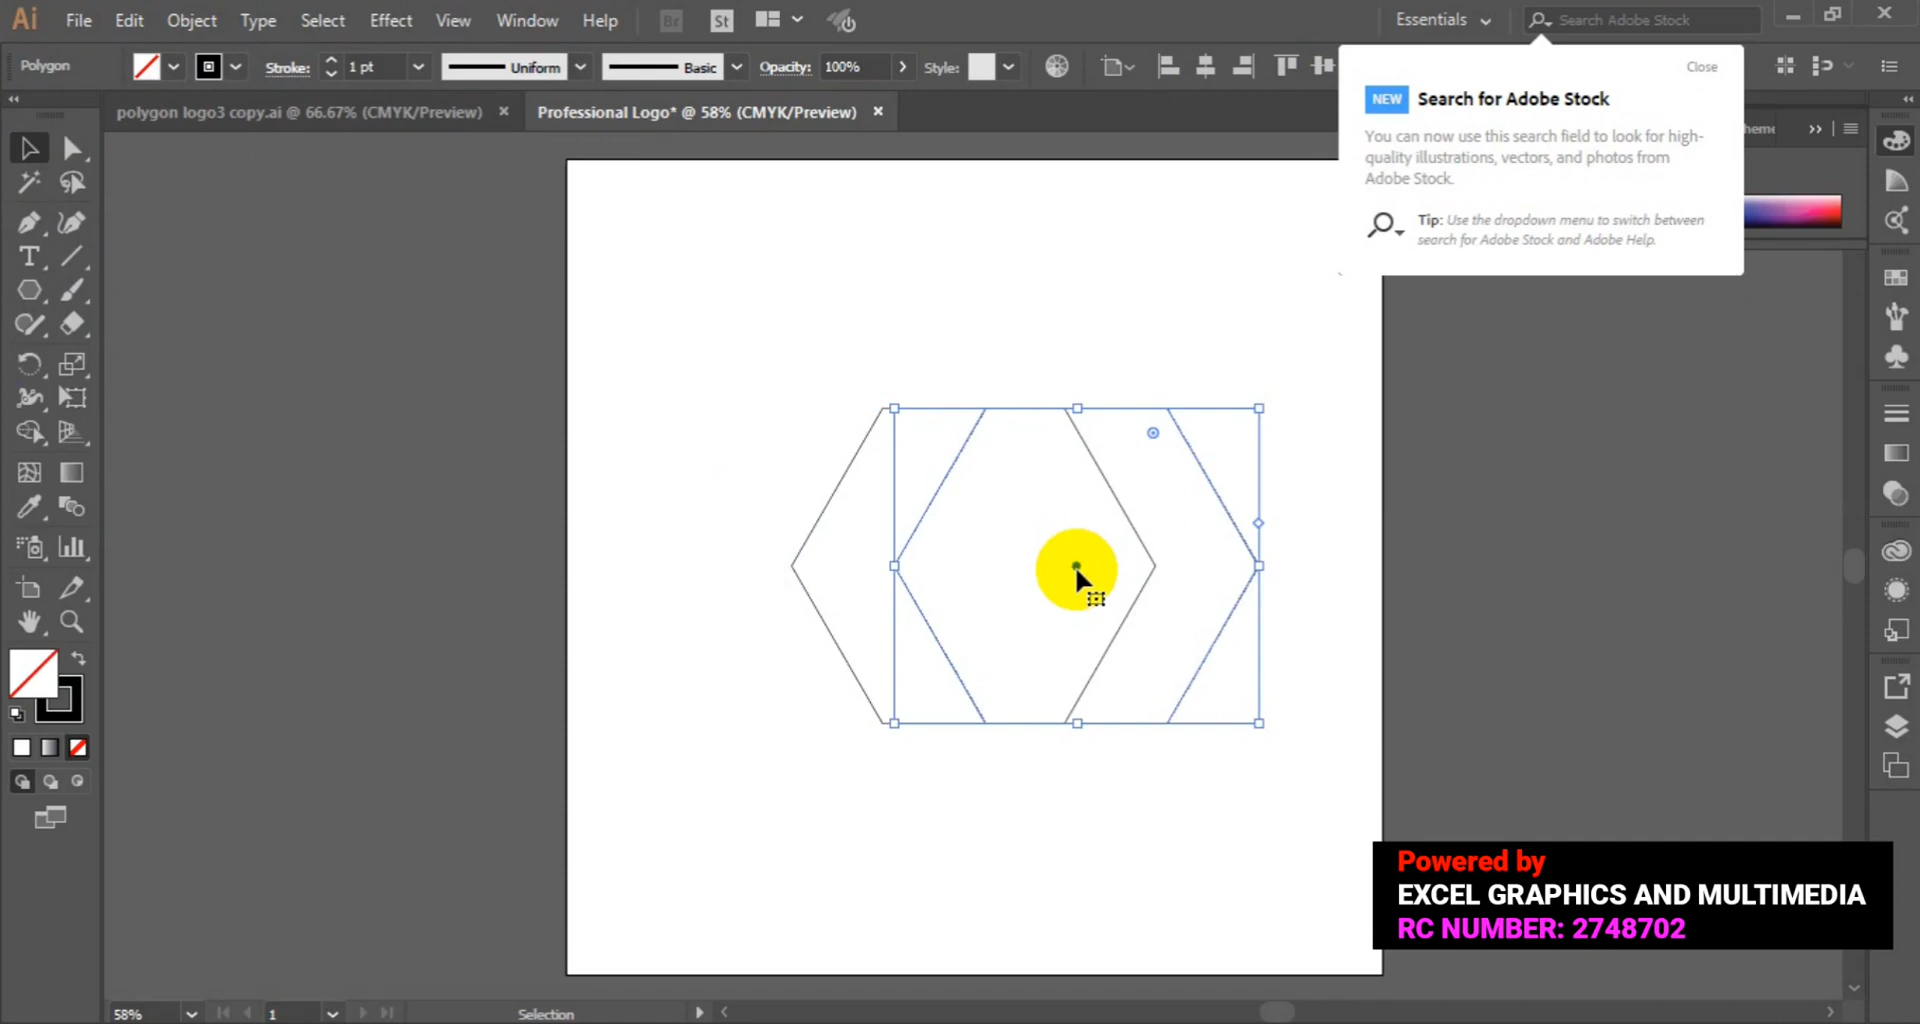 Ai File Edit Object Type Select Effect View Window Help Br St Essentials Search Adobe Stock
Polygon Stroke: 1 pt Uniform Basic Opacity: 100% Style:
Close
NEW Search for Adobe Stock
You can now use this search field to look for high-
quality illustrations, vectors, and photos from
Adobe Stock.
Tip: Use the dropdown menu to switch between
search for Adobe Stock and Adobe Help.
polygon logo3 copy.ai @ 66.67% (CMYK/Preview) Professional Logo* @ 58% (CMYK/Preview)
Powered by
EXCEL GRAPHICS AND MULTIMEDIA
RC NUMBER: 2748702
58% 1 Selection